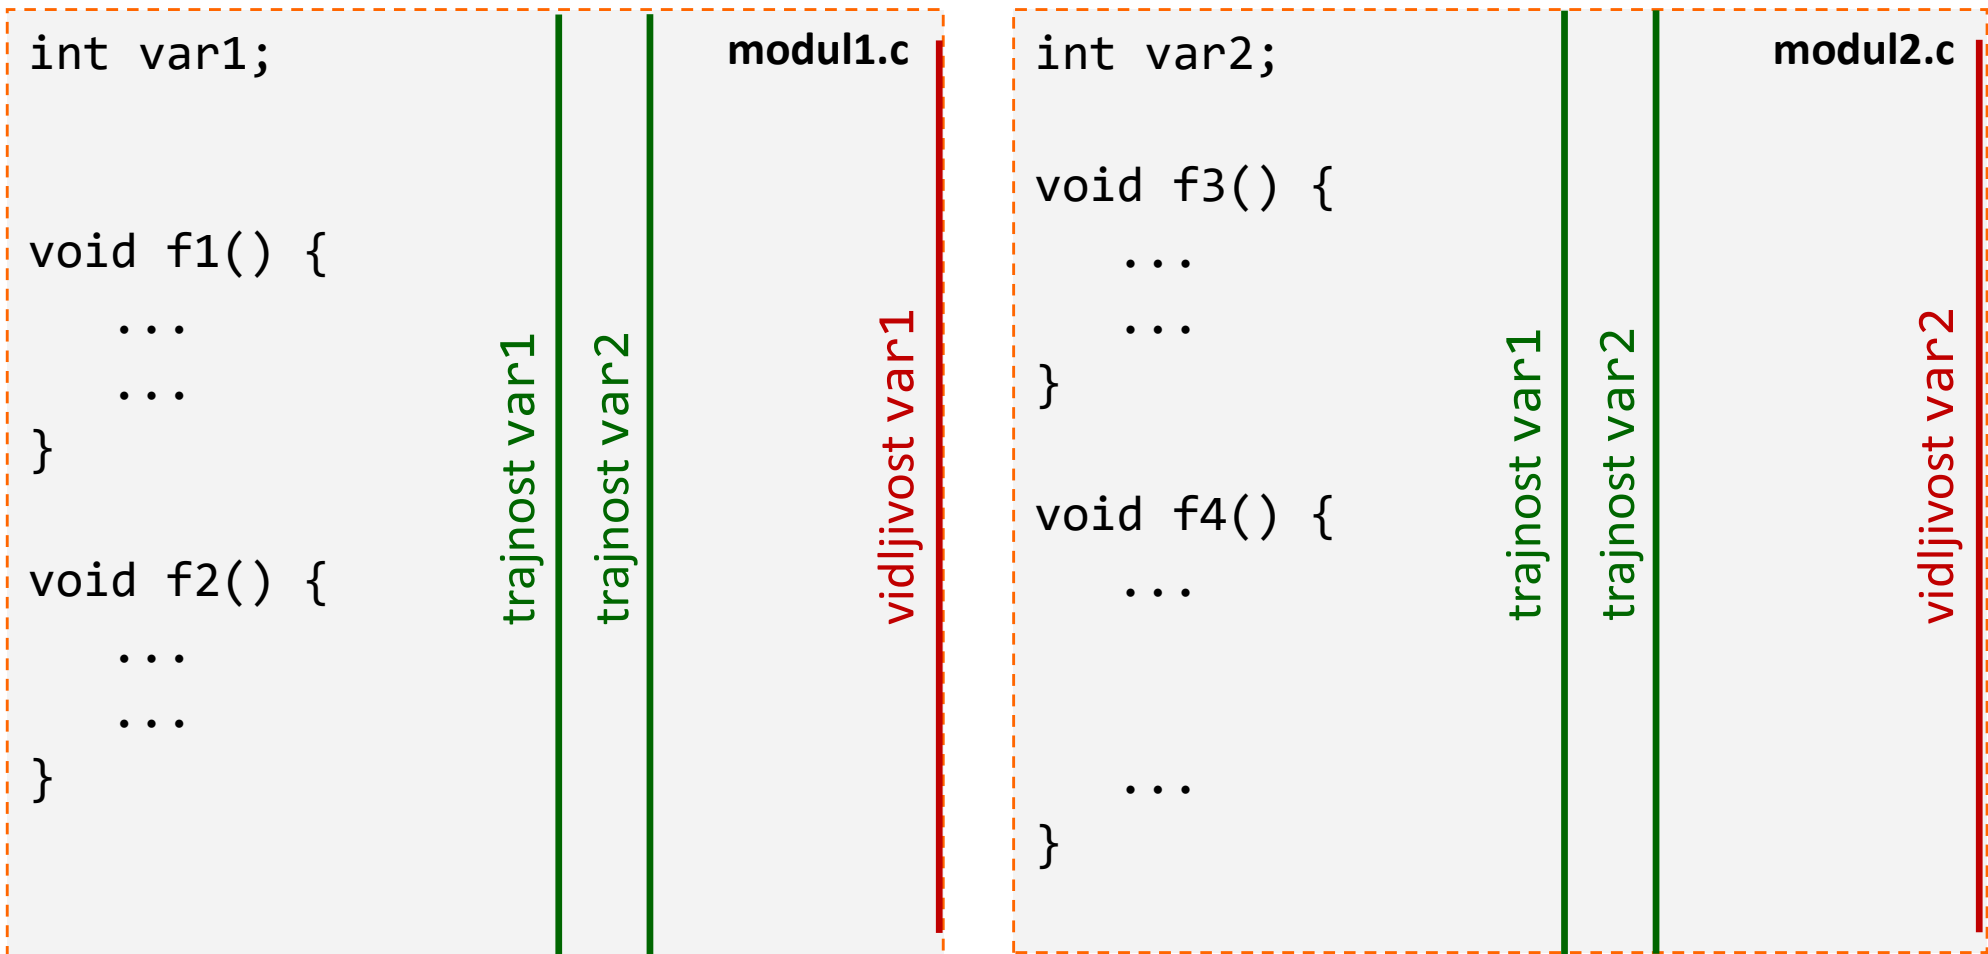 int var1;
modul1.c
void f1() {
...
...
}
void f2() {
...
...
}
trajnost var1
trajnost var2
vidljivost var1
int var2;
modul2.c
void f3() {
...
...
}
void f4() {
...
...
}
trajnost var1
trajnost var2
vidljivost var2